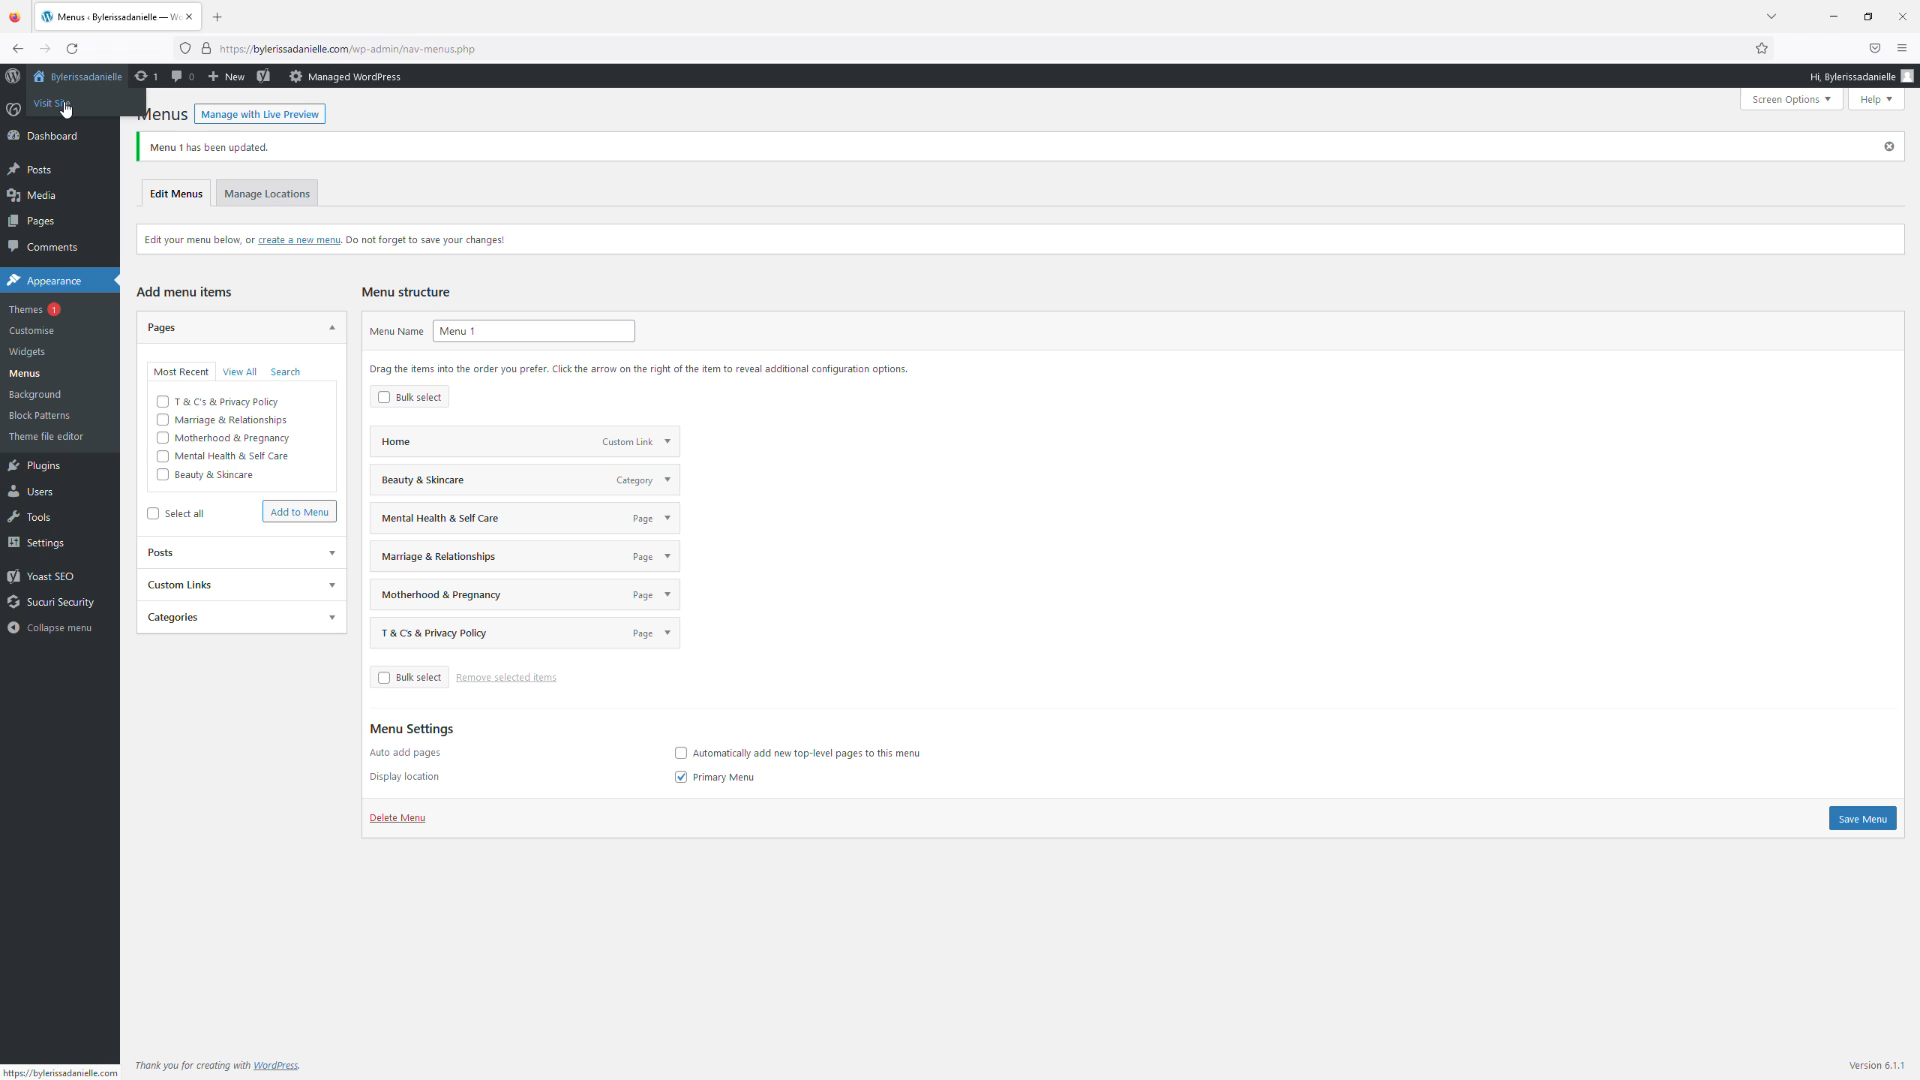 Menus ‹ Bylerissadanielle — Wo
https://bylerissadanielle.com/wp-admin/nav-menus.php
Bylerissadanielle 1 0 New Managed WordPress Hi, Bylerissadanielle
Visit Site
Menus Manage with Live Preview Screen Options Help
Menu 1 has been updated.
Edit Menus Manage Locations
Edit your menu below, or create a new menu. Do not forget to save your changes!
Dashboard
Posts
Media
Pages
Comments
Appearance
Themes 1
Customise
Widgets
Menus
Background
Block Patterns
Theme file editor
Plugins
Users
Tools
Settings
Yoast SEO
Sucuri Security
Collapse menu
Add menu items
Pages
Most Recent View All Search
T & C's & Privacy Policy
Marriage & Relationships
Motherhood & Pregnancy
Mental Health & Self Care
Beauty & Skincare
Select all Add to Menu
Posts
Custom Links
Categories
Menu structure
Menu Name Menu 1
Drag the items into the order you prefer. Click the arrow on the right of the item to reveal additional configuration options.
Bulk select
Home Custom Link
Beauty & Skincare Category
Mental Health & Self Care Page
Marriage & Relationships Page
Motherhood & Pregnancy Page
T & C's & Privacy Policy Page
Bulk select Remove selected items
Menu Settings
Auto add pages Automatically add new top-level pages to this menu
Display location Primary Menu
Delete Menu Save Menu
Thank you for creating with WordPress. Version 6.1.1
https://bylerissadanielle.com